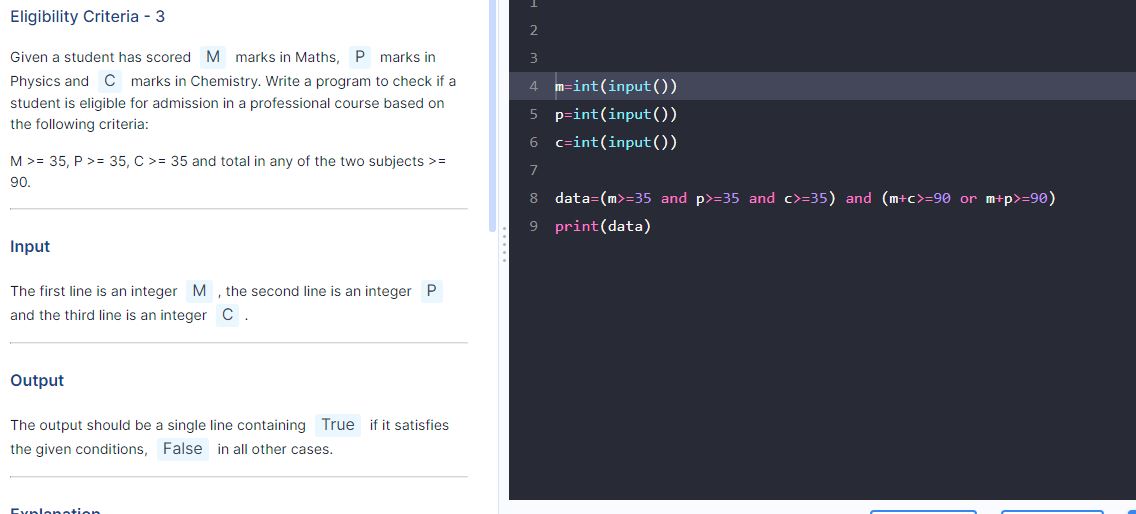 Eligibility Criteria - 3
Given a student has scored M marks in Maths, P marks in
Physics and C marks in Chemistry. Write a program to check if a
student is eligible for admission in a professional course based on
the following criteria:
M >= 35, P >= 35, C >= 35 and total in any of the two subjects >=
90.
Input
The first line is an integer M , the second line is an integer P
and the third line is an integer C .
Output
The output should be a single line containing True if it satisfies
the given conditions, False in all other cases.
Explanation
1
2
3
4 m=int(input())
5 p=int(input())
6 c=int(input())
7
8 data=(m>=35 and p>=35 and c>=35) and (m+c>=90 or m+p>=90)
9 print(data)